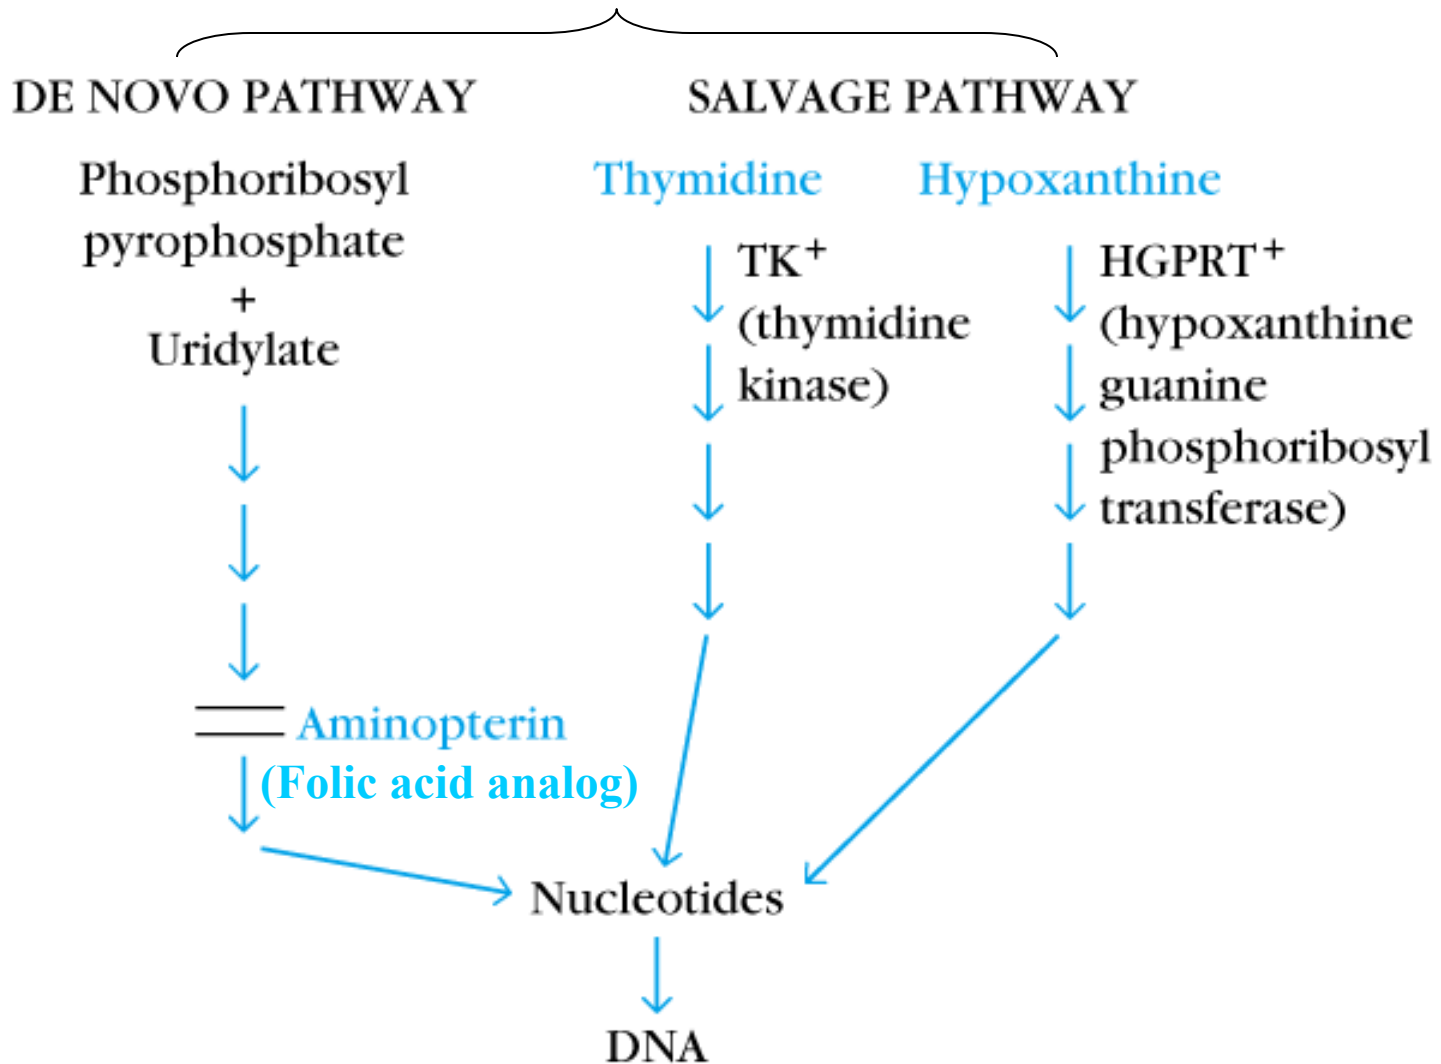 DE NOVO PATHWAY
SALVAGE PATHWAY
Phosphoribosyl
pyrophosphate
+
Uridylate
Thymidine
TK+
(thymidine
kinase)
Hypoxanthine
HGPRT+
(hypoxanthine
guanine
phosphoribosyl
transferase)
Aminopterin
(Folic acid analog)
Nucleotides
DNA